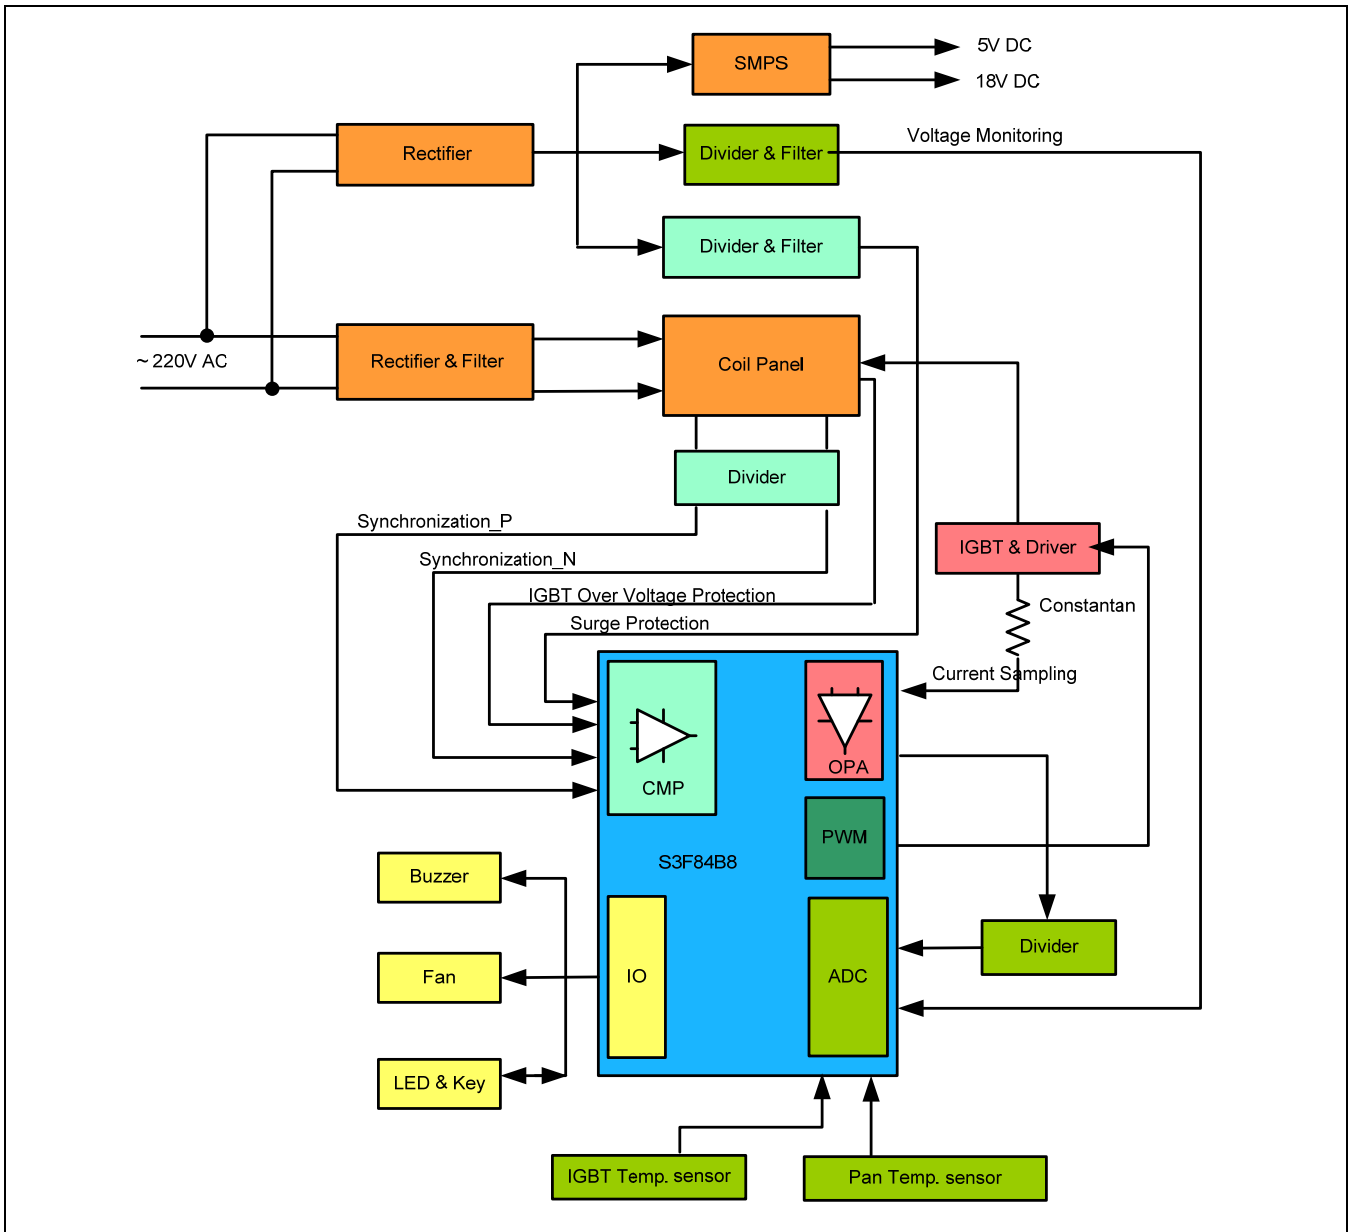 SMPS
5V DC
18V DC
Rectifier
Divider & Filter
Voltage Monitoring
Divider & Filter
~ 220V AC
Rectifier & Filter
Coil Panel
Divider
Synchronization_P
Synchronization_N
IGBT Over Voltage Protection
Surge Protection
IGBT & Driver
Constantan
Current Sampling
CMP
OPA
PWM
S3F84B8
Buzzer
Fan
LED & Key
IO
ADC
Divider
IGBT Temp. sensor
Pan Temp. sensor